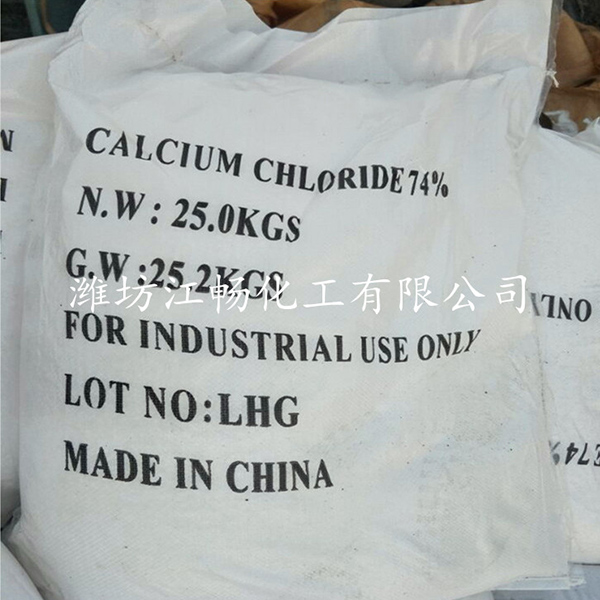 CALCIUM CHLORIDE 74%
N.W : 25.0KGS
G.W :25.2KGS
潍坊江畅化工有限公司
FOR INDUSTRIAL USE ONLY
LOT NO:LHG
MADE IN CHINA
74%